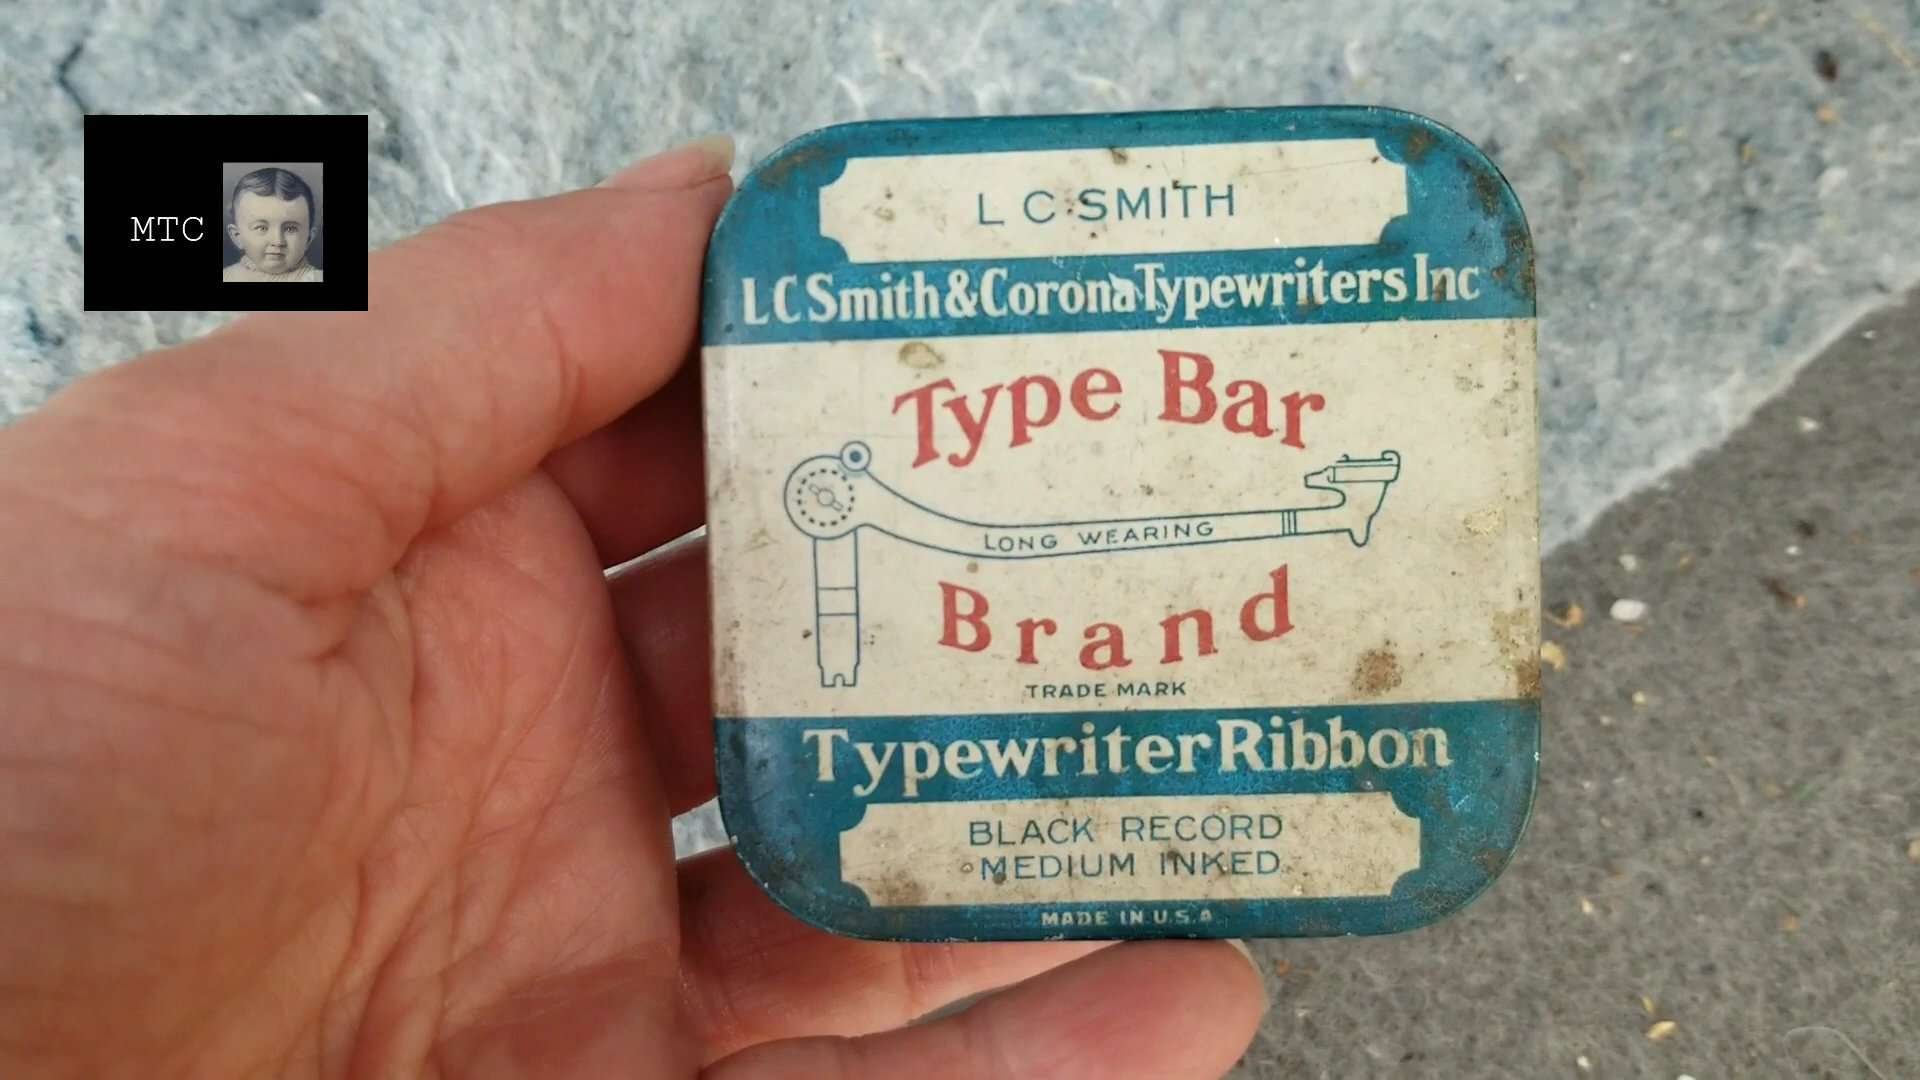 MTC
L C SMITH
LC Smith & Corona Typewriters Inc
Type Bar
LONG WEARING
Brand
TRADE MARK
Typewriter Ribbon
BLACK RECORD
MEDIUM INKED
MADE IN U.S.A